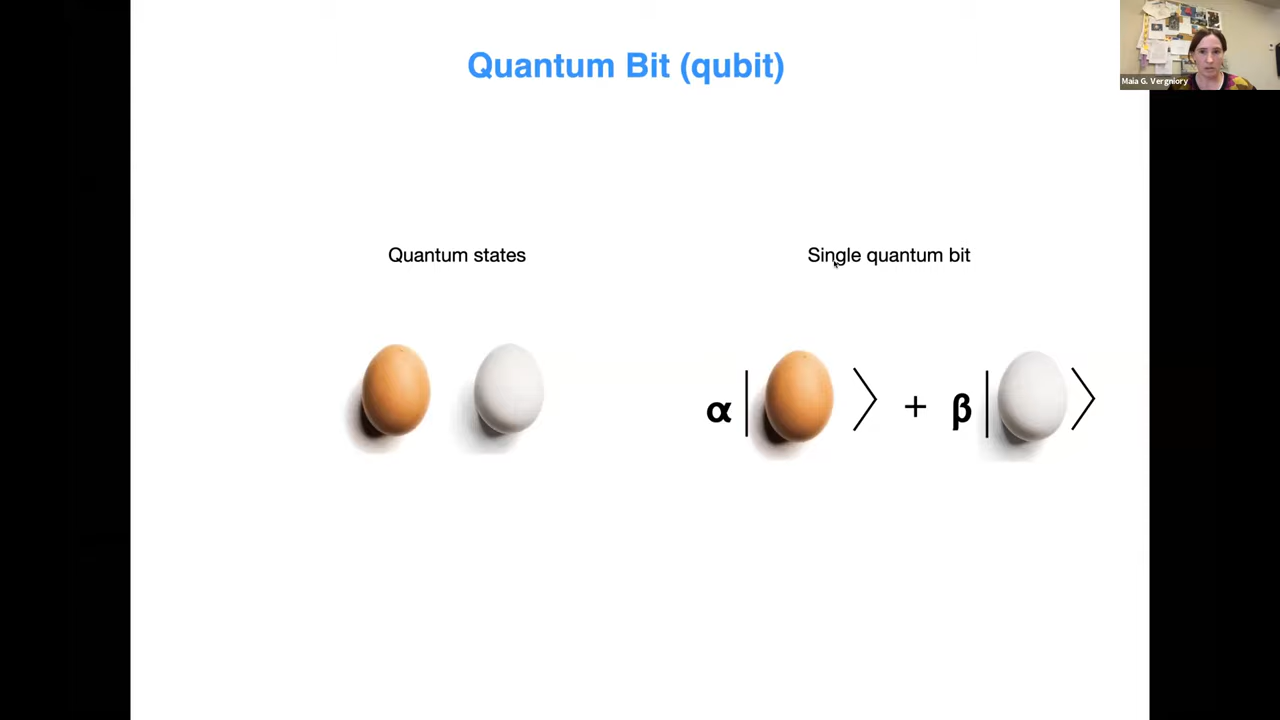 Quantum Bit (qubit)
Maia G. Vergniory
Quantum states
Single quantum bit
α | ⟩ + β | ⟩